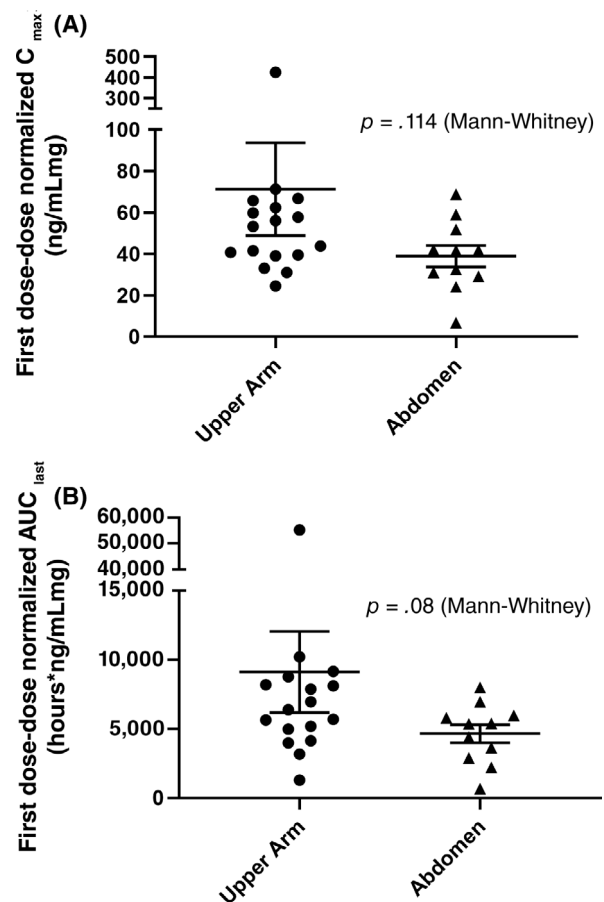 (A)
First dose-dose normalized C max
(ng/mLmg)
500
400
300
100
80
60
40
20
0
p = .114 (Mann-Whitney)
Upper Arm
Abdomen
(B)
First dose-dose normalized AUC last
(hours*ng/mLmg)
60,000
50,000
40,000
15,000
10,000
5,000
0
p = .08 (Mann-Whitney)
Upper Arm
Abdomen